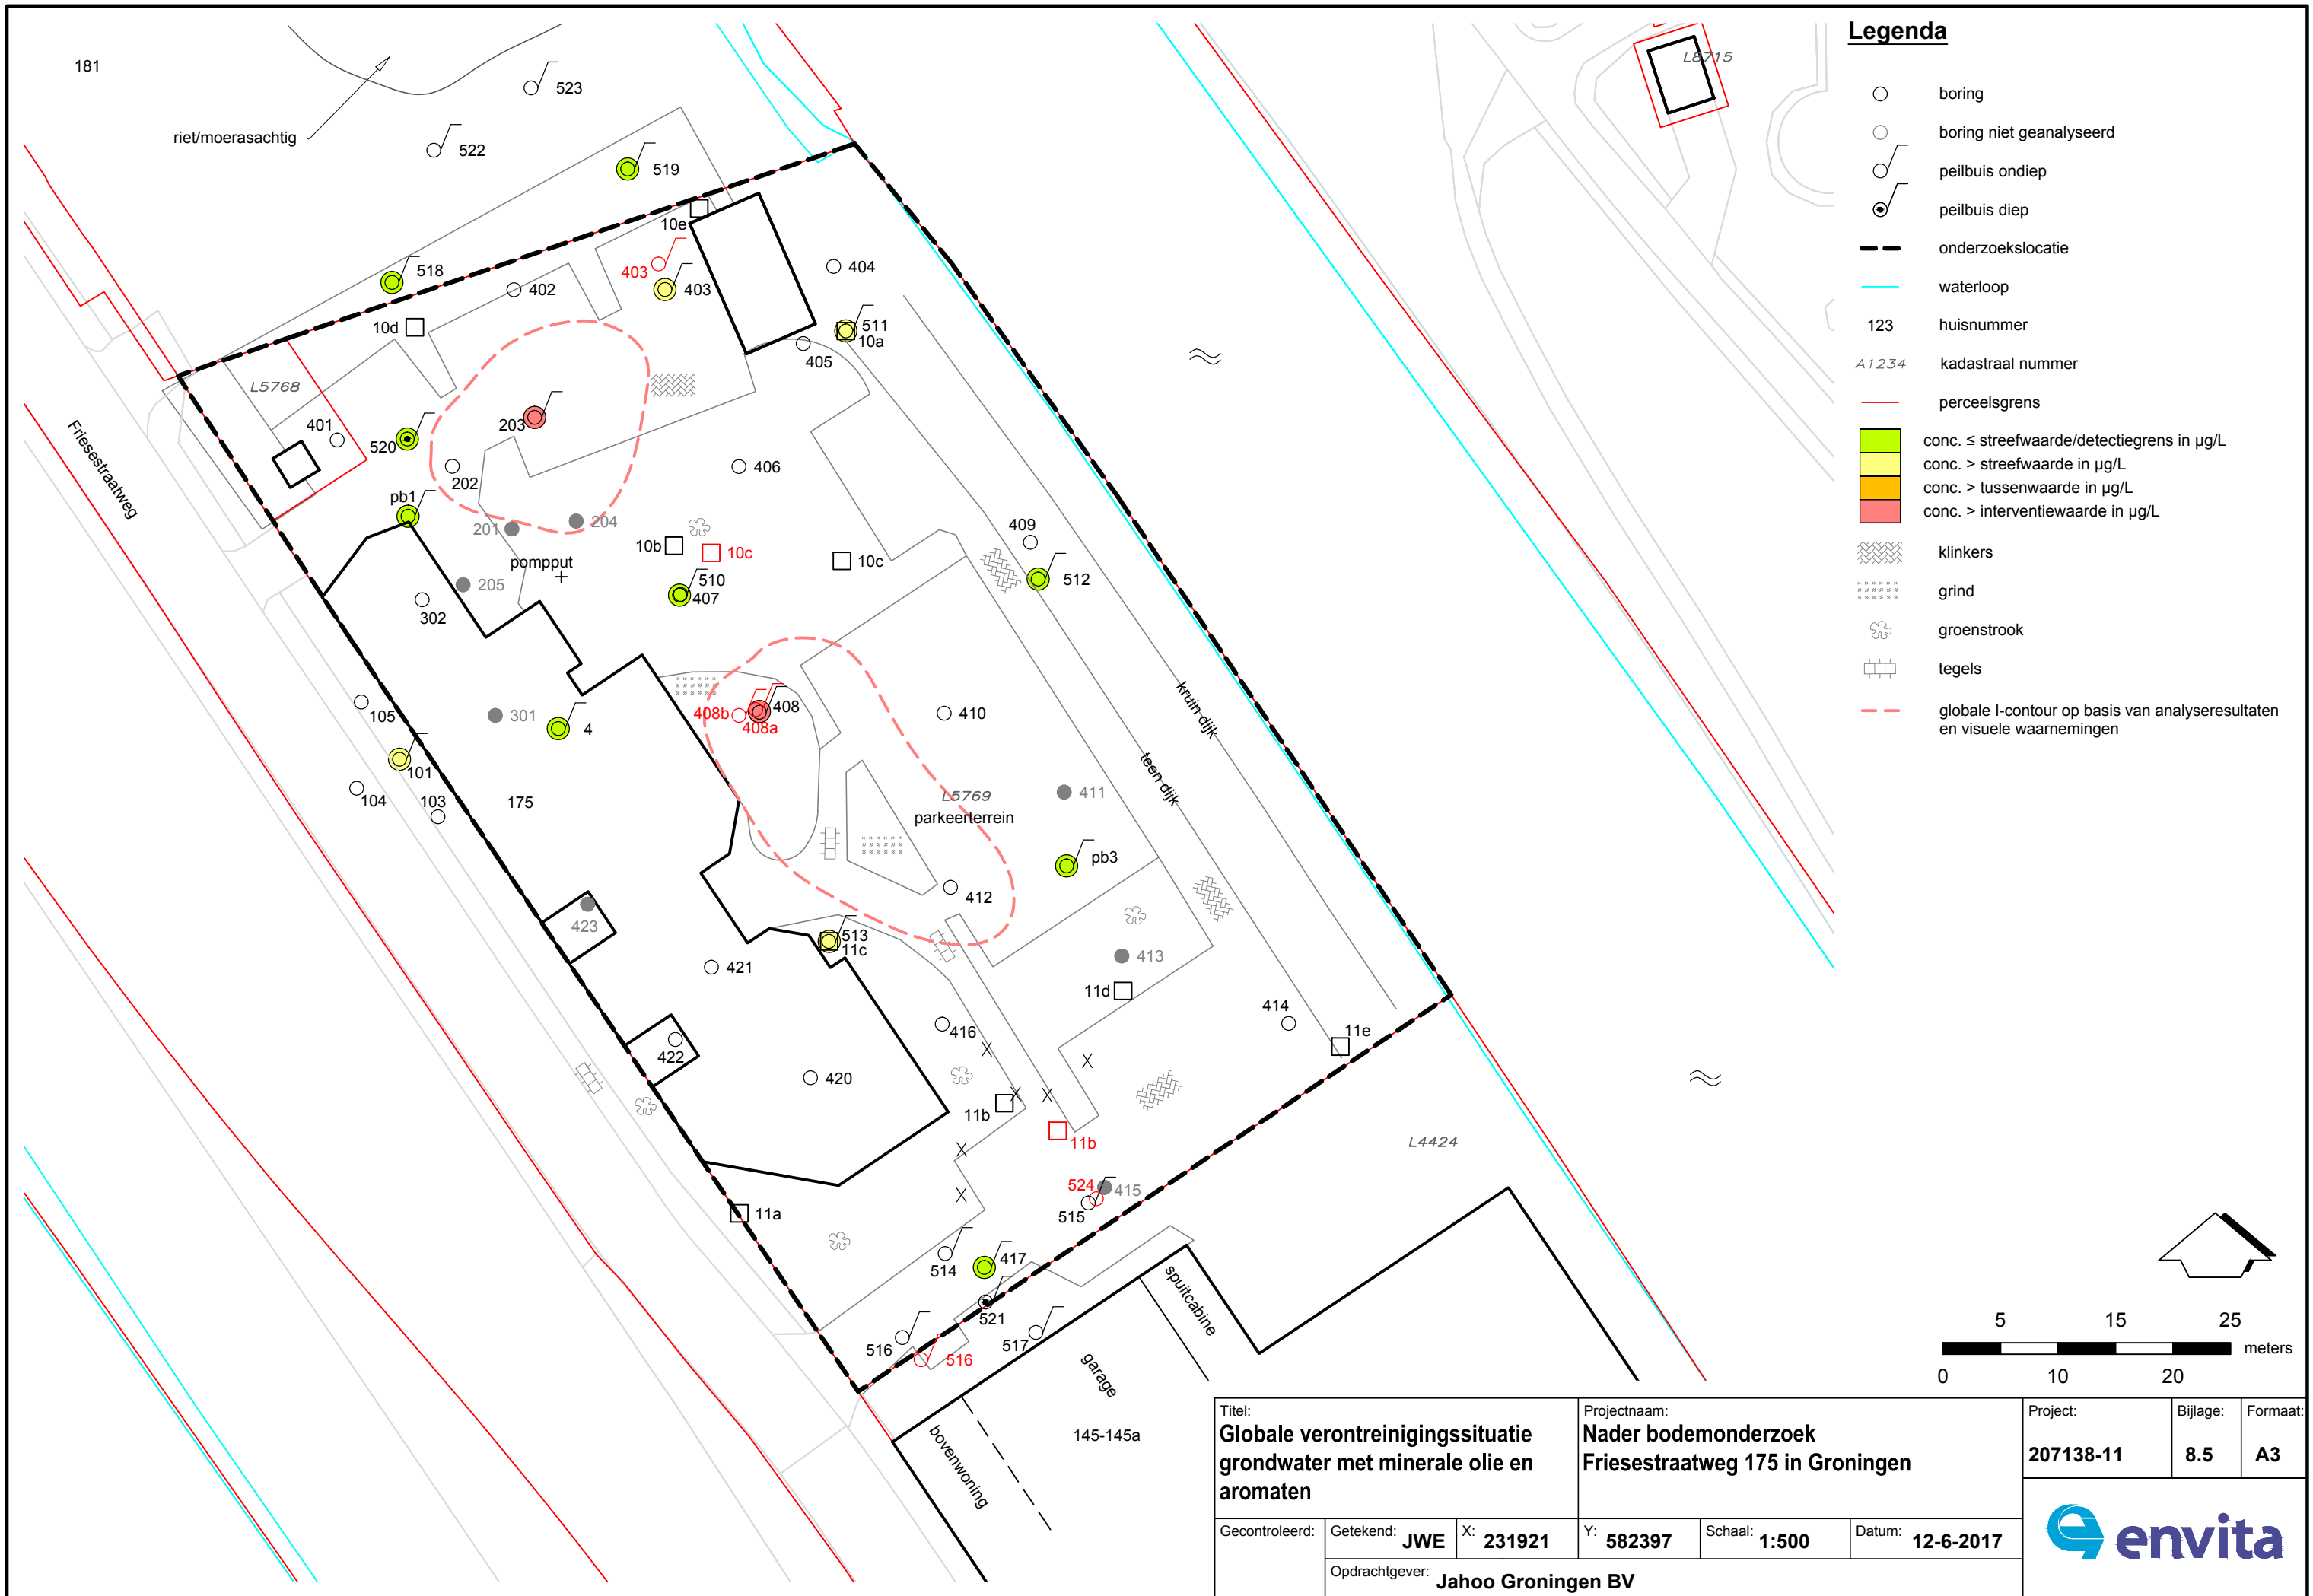 181
riet/moerasachtig
523
522
519
518
10e
403
403
404
402
10d
511
10a
405
L5768
401
520
203
202
406
pb1
201
204
10b
10c
10c
409
pompput
205
510
407
512
302
Friesestraatweg
105
301
4
408b
408a
408
410
kruin dijk
teen dijk
101
104
103
175
L5769
parkeerterrein
411
pb3
412
423
513
11c
421
413
11d
414
11e
416
422
420
11b
11b
11a
524
415
515
514
417
521
516
516
517
spuitcabine
garage
bovenwoning
145-145a
L4424
L8715
X
X
X
X
X
X
Legenda
boring
boring niet geanalyseerd
peilbuis ondiep
peilbuis diep
onderzoekslocatie
waterloop
123 huisnummer
A1234 kadastraal nummer
perceelsgrens
conc. ≤ streefwaarde/detectiegrens in µg/L
conc. > streefwaarde in µg/L
conc. > tussenwaarde in µg/L
conc. > interventiewaarde in µg/L
klinkers
grind
groenstrook
tegels
globale I-contour op basis van analyseresultaten
en visuele waarnemingen
5 15 25
meters
0 10 20
Titel:
Globale verontreinigingssituatie
grondwater met minerale olie en
aromaten
Projectnaam:
Nader bodemonderzoek
Friesestraatweg 175 in Groningen
Project:
207138-11
Bijlage:
8.5
Formaat:
A3
Gecontroleerd:
Getekend: JWE
X: 231921
Y: 582397
Schaal: 1:500
Datum: 12-6-2017
Opdrachtgever: Jahoo Groningen BV
envita